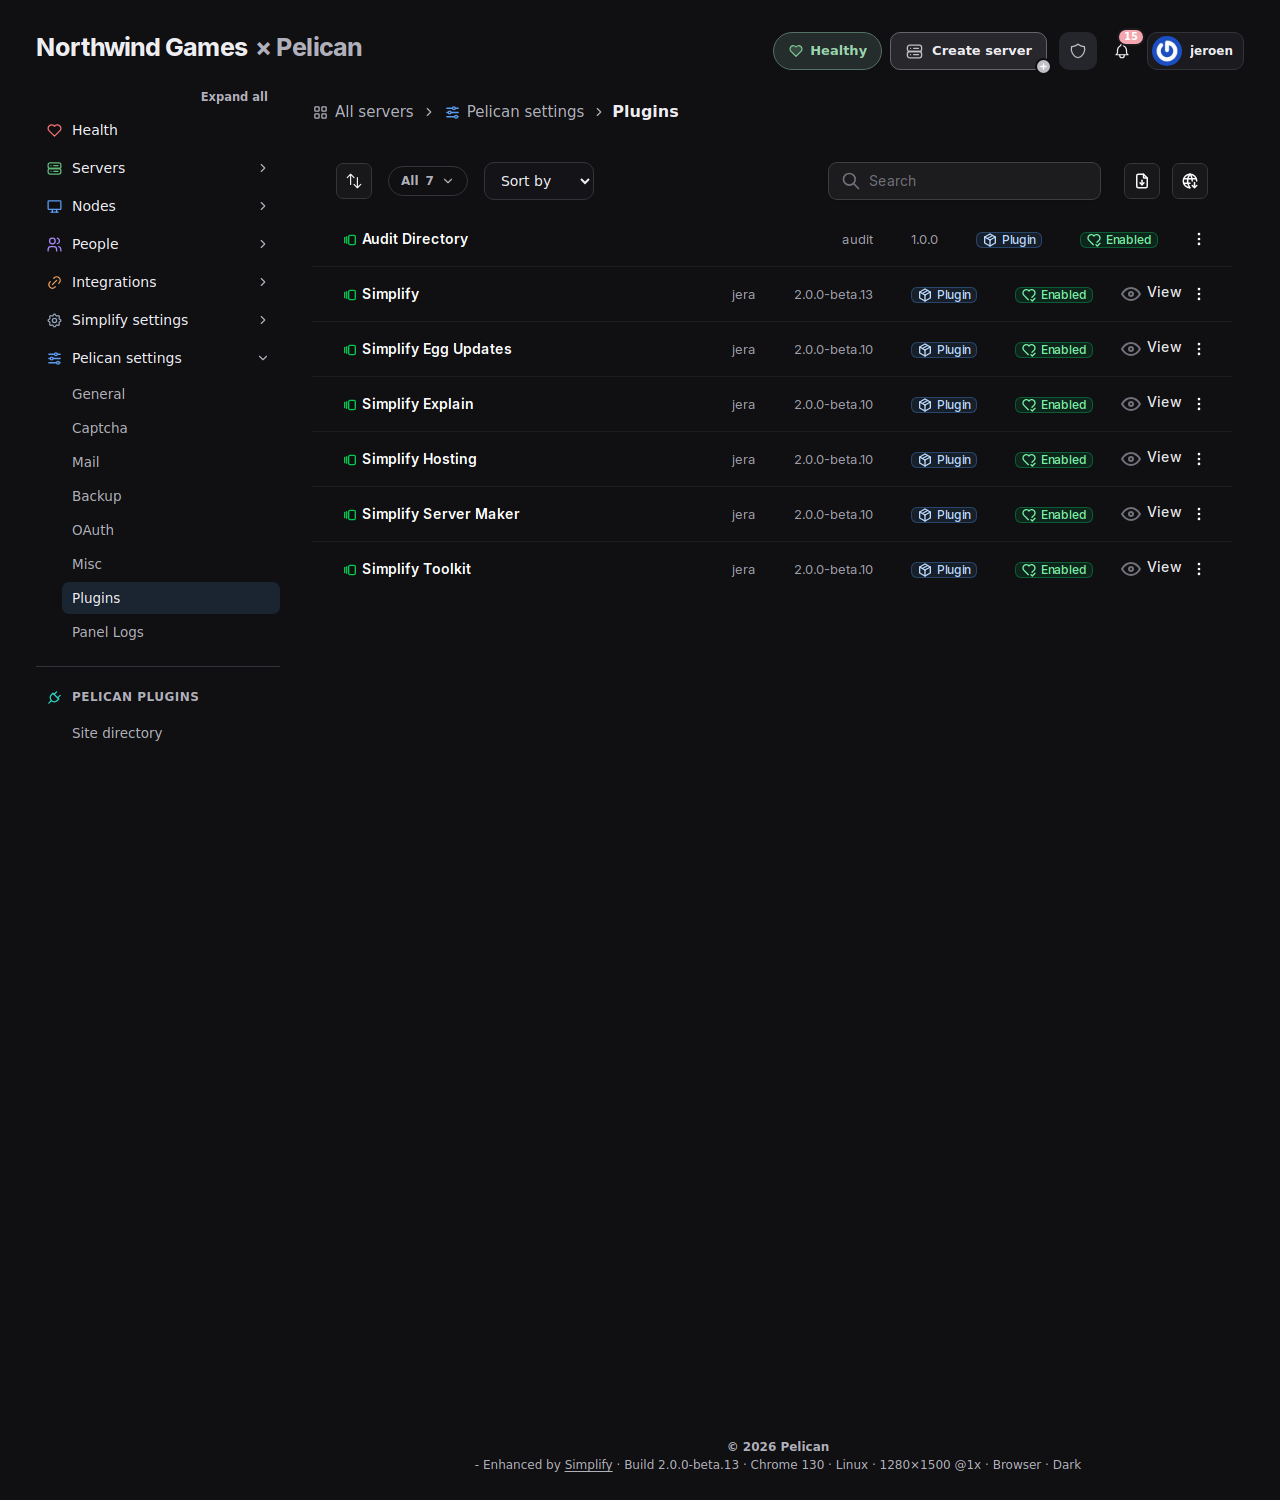 Northwind Games × Pelican
Healthy
Create server
15
jeroen
Expand all
Health
Servers
Nodes
People
Integrations
Simplify settings
Pelican settings
General
Captcha
Mail
Backup
OAuth
Misc
Plugins
Panel Logs
PELICAN PLUGINS
Site directory
All servers > Pelican settings > Plugins
All 7
Sort by
Search
Audit Directory audit 1.0.0 Plugin Enabled
Simplify jera 2.0.0-beta.13 Plugin Enabled View
Simplify Egg Updates jera 2.0.0-beta.10 Plugin Enabled View
Simplify Explain jera 2.0.0-beta.10 Plugin Enabled View
Simplify Hosting jera 2.0.0-beta.10 Plugin Enabled View
Simplify Server Maker jera 2.0.0-beta.10 Plugin Enabled View
Simplify Toolkit jera 2.0.0-beta.10 Plugin Enabled View
© 2026 Pelican
- Enhanced by Simplify · Build 2.0.0-beta.13 · Chrome 130 · Linux · 1280×1500 @1x · Browser · Dark